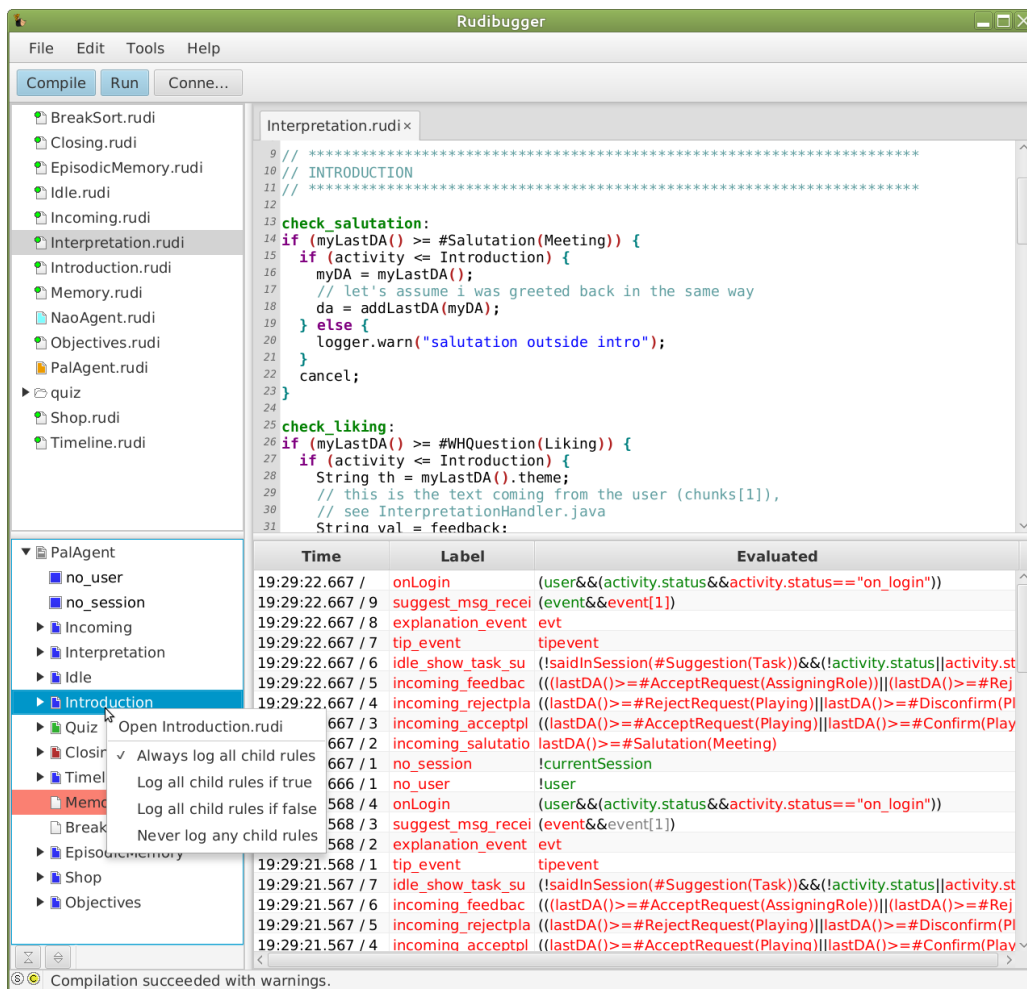 Rudibugger
File Edit Tools Help
Compile Run Conne...
BreakSort.rudi
Closing.rudi
EpisodicMemory.rudi
Idle.rudi
Incoming.rudi
Interpretation.rudi
Introduction.rudi
Memory.rudi
NaoAgent.rudi
Objectives.rudi
PalAgent.rudi
quiz
Shop.rudi
Timeline.rudi
Interpretation.rudi×
9 // **********************************************************************
10 // INTRODUCTION
11 // **********************************************************************
12
13 check_salutation:
14 if (myLastDA() >= #Salutation(Meeting)) {
15 if (activity <= Introduction) {
16 myDA = myLastDA();
17 // let's assume i was greeted back in the same way
18 da = addLastDA(myDA);
19 } else {
20 logger.warn("salutation outside intro");
21 }
22 cancel;
23 }
24
25 check_liking:
26 if (myLastDA() >= #WHQuestion(Liking)) {
27 if (activity <= Introduction) {
28 String th = myLastDA().theme;
29 // this is the text coming from the user (chunks[1]),
30 // see InterpretationHandler.java
31 String val = feedback;
PalAgent
no_user
no_session
Incoming
Interpretation
Idle
Introduction
Quiz
Closin
Timel
Memo
Break
EpisodicMemory
Shop
Objectives
Open Introduction.rudi
✓ Always log all child rules
Log all child rules if true
Log all child rules if false
Never log any child rules
Time Label Evaluated
19:29:22.667 / onLogin (user&&(activity.status&&activity.status=="on_login"))
19:29:22.667 / 9 suggest_msg_recei (event&&event[1])
19:29:22.667 / 8 explanation_event evt
19:29:22.667 / 7 tip_event tipevent
19:29:22.667 / 6 idle_show_task_su (!saidInSession(#Suggestion(Task))&&(!activity.status||activity.st
19:29:22.667 / 5 incoming_feedbac (((lastDA()>=#AcceptRequest(AssigningRole))||(lastDA()>=#Rej
19:29:22.667 / 4 incoming_rejectpla ((lastDA()>=#RejectRequest(Playing)||lastDA()>=#Disconfirm(Pl
.667 / 3 incoming_acceptpl ((lastDA()>=#AcceptRequest(Playing)||lastDA()>=#Confirm(Play
.667 / 2 incoming_salutatio lastDA()>=#Salutation(Meeting)
.667 / 1 no_session !currentSession
.666 / 1 no_user !user
.568 / 4 onLogin (user&&(activity.status&&activity.status=="on_login"))
.568 / 3 suggest_msg_recei (event&&event[1])
.568 / 2 explanation_event evt
19:29:21.568 / 1 tip_event tipevent
19:29:21.567 / 7 idle_show_task_su (!saidInSession(#Suggestion(Task))&&(!activity.status||activity.st
19:29:21.567 / 6 incoming_feedbac (((lastDA()>=#AcceptRequest(AssigningRole))||(lastDA()>=#Rej
19:29:21.567 / 5 incoming_rejectpla ((lastDA()>=#RejectRequest(Playing)||lastDA()>=#Disconfirm(Pl
19:29:21.567 / 4 incoming_acceptpl ((lastDA()>=#AcceptRequest(Playing)||lastDA()>=#Confirm(Play
S C Compilation succeeded with warnings.